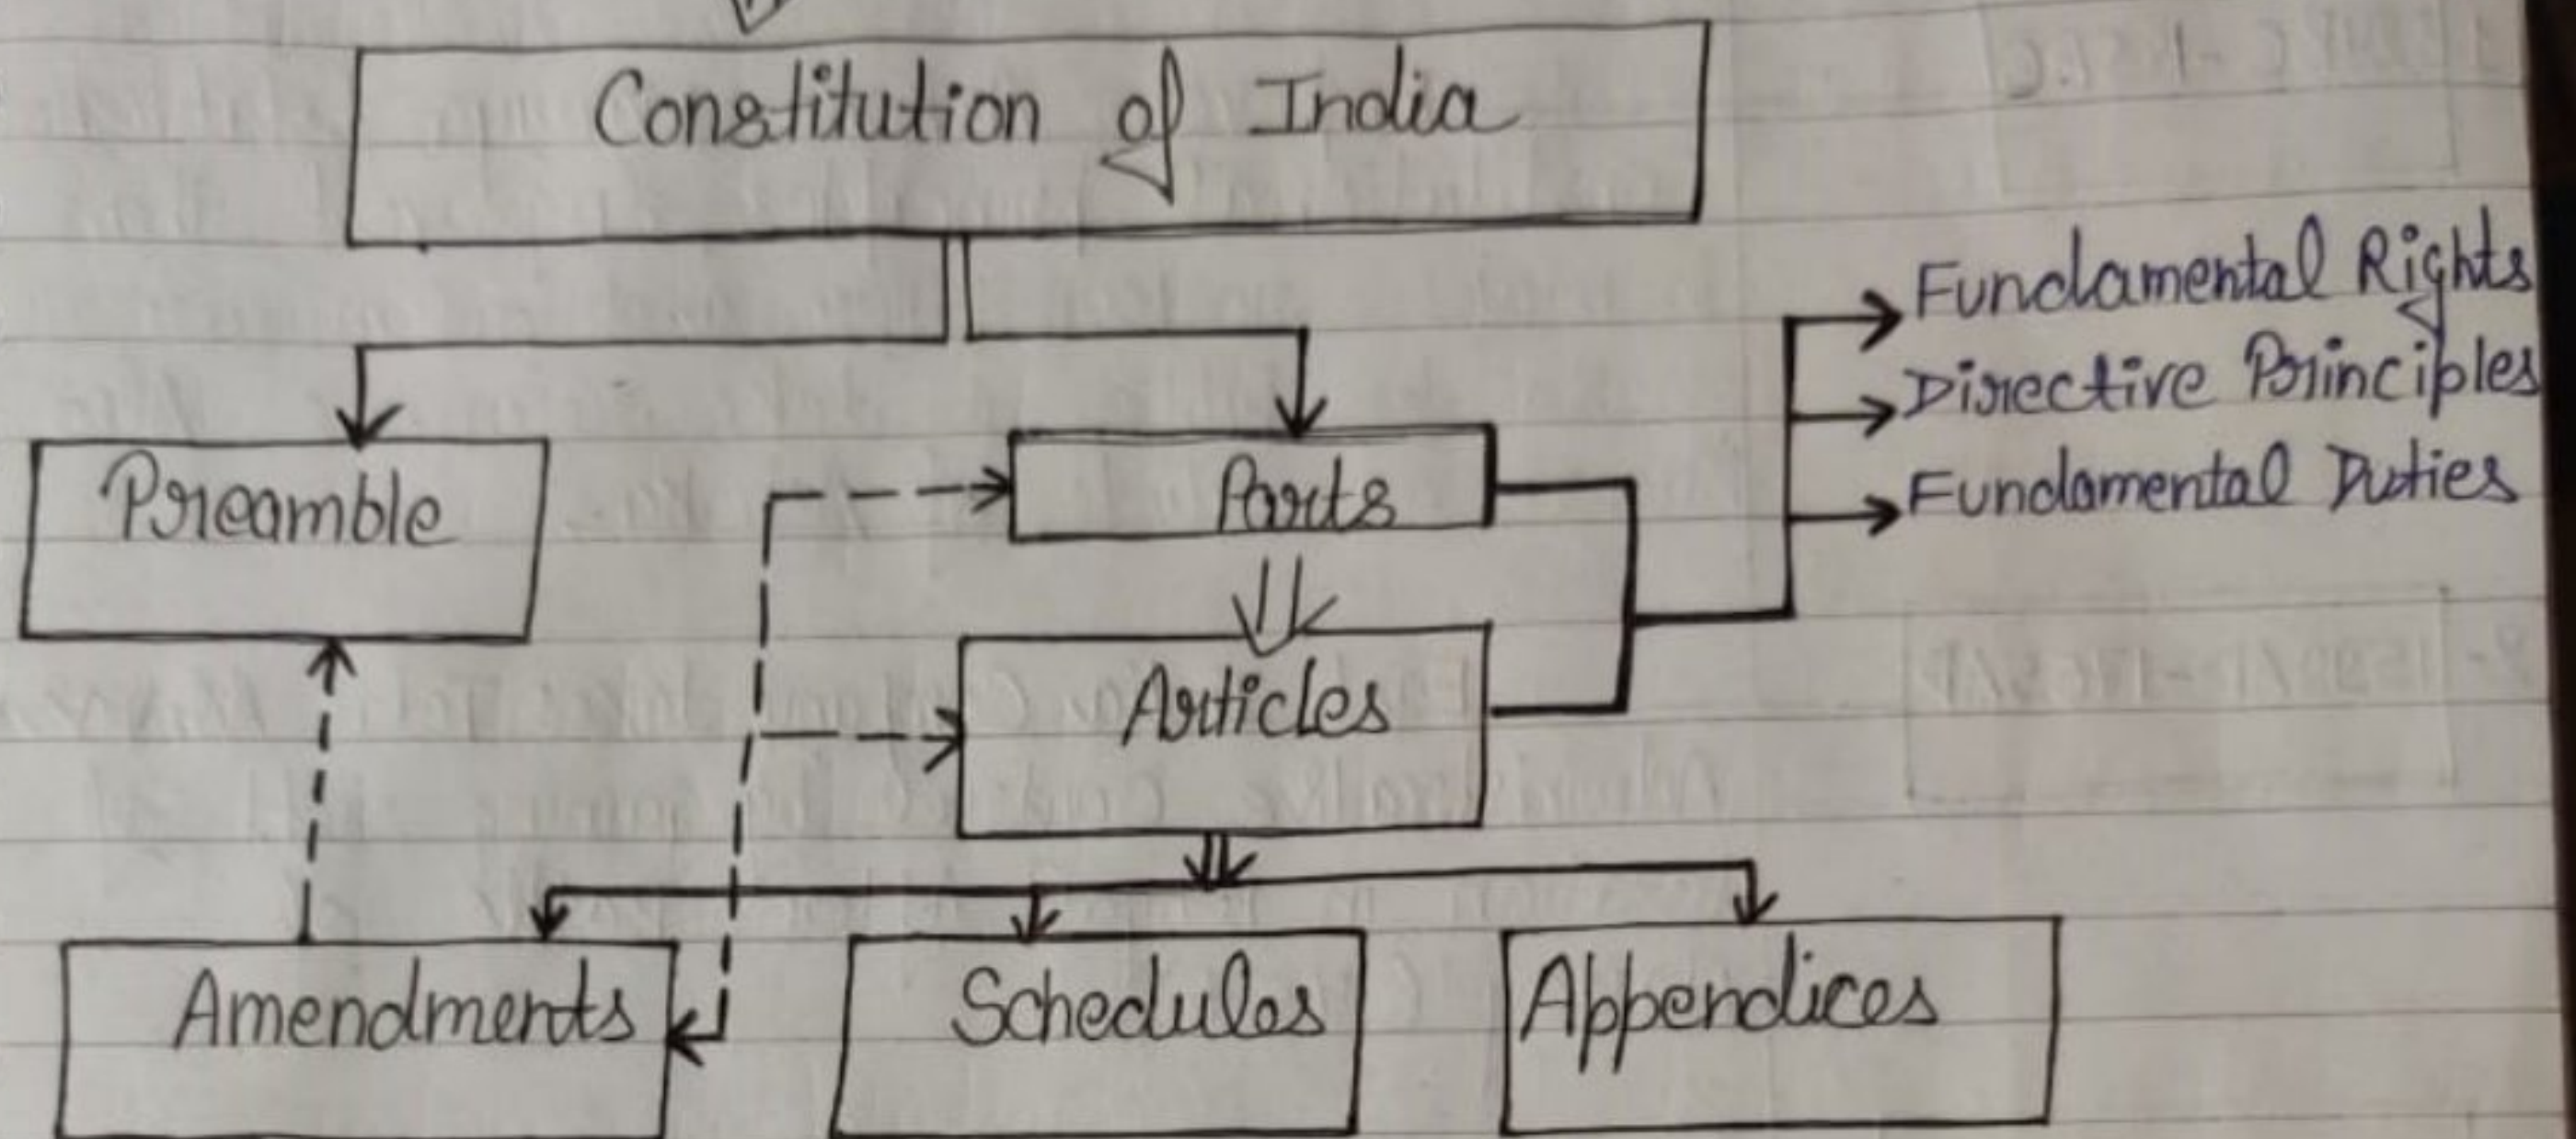 Constitution of India
Fundamental Rights
Directive Principles
Fundamental Duties
Preamble
Parts
Articles
Amendments
Schedules
Appendices